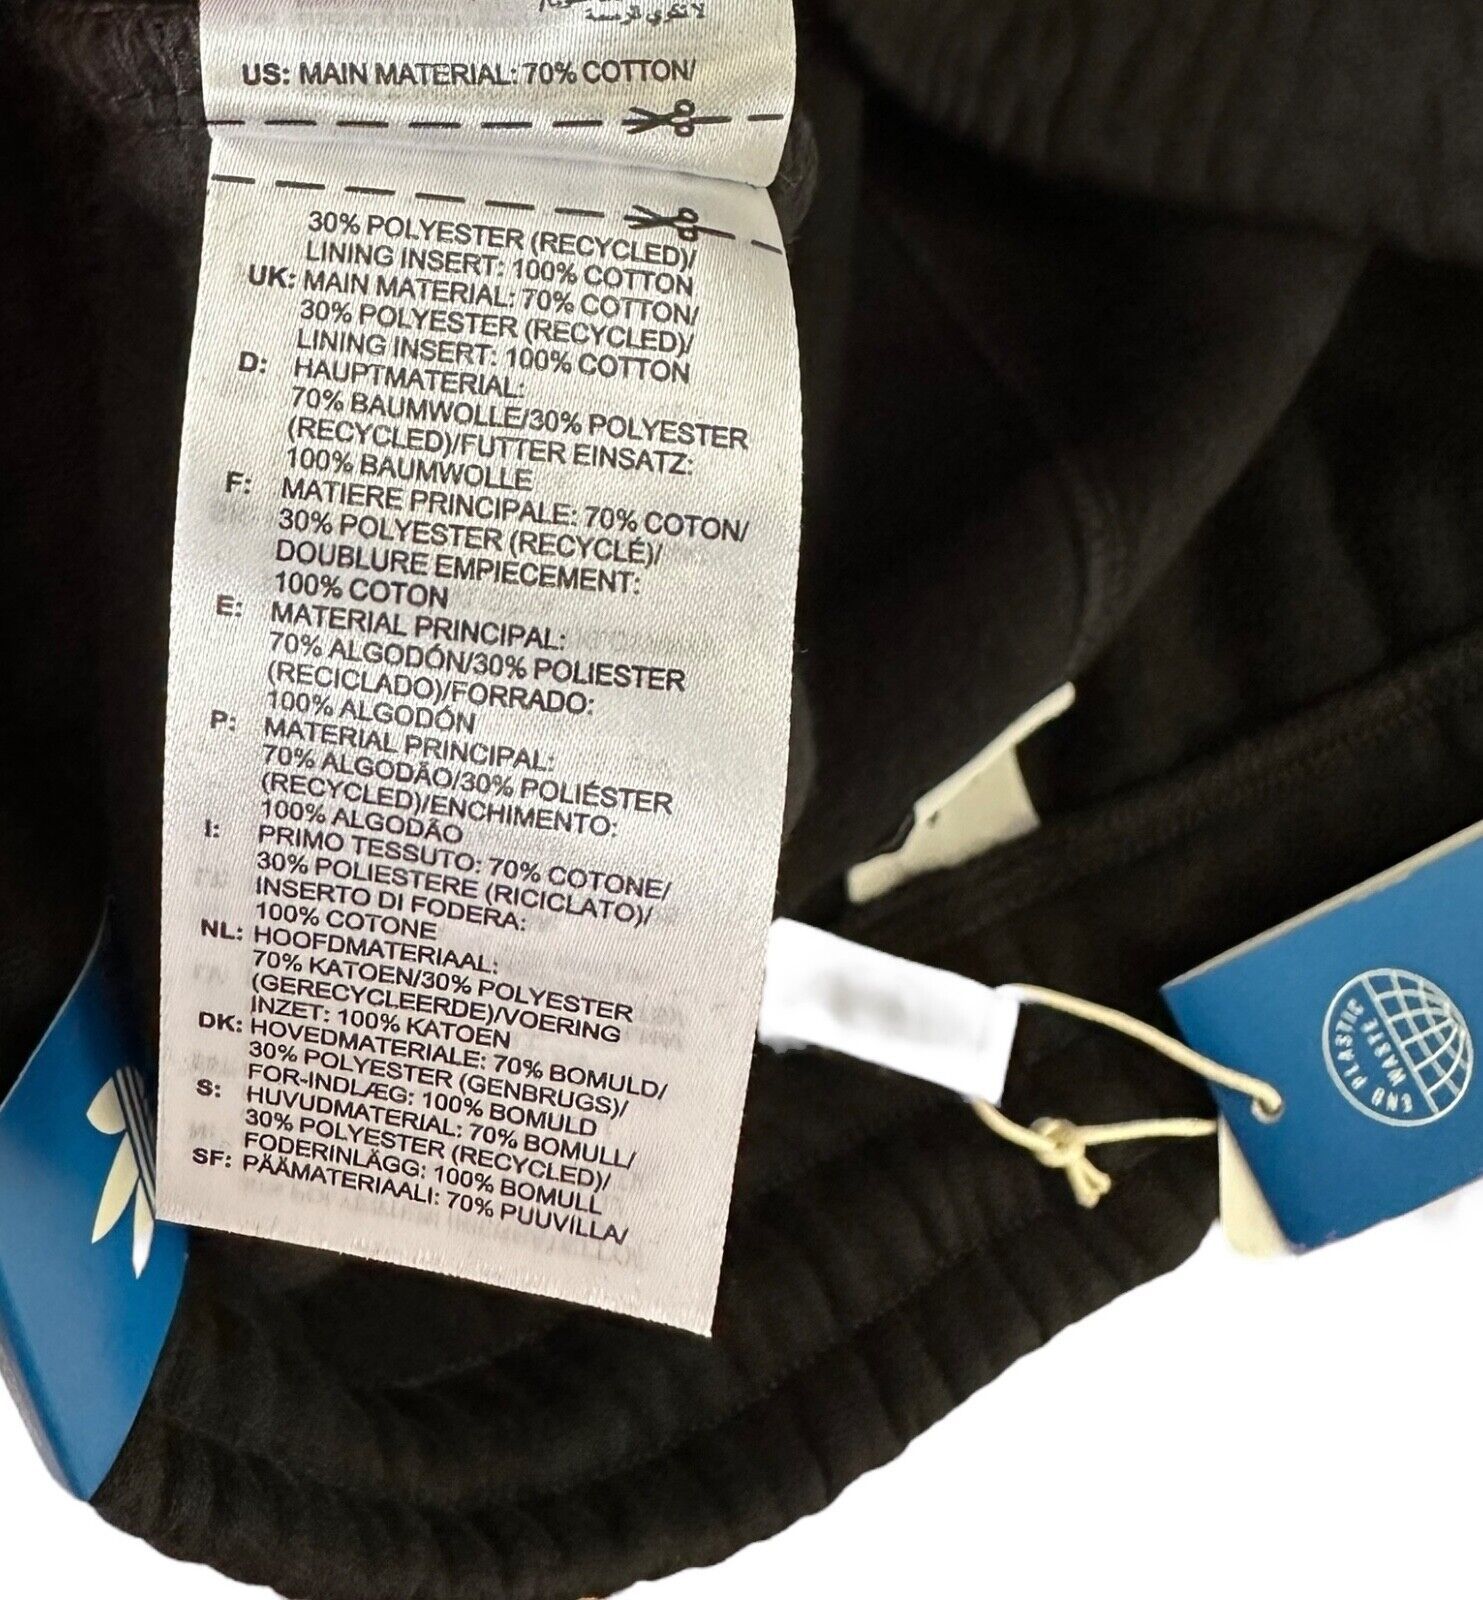 US: MAIN MATERIAL: 70% COTTON/
30% POLYESTER (RECYCLED)/
LINING INSERT: 100% COTTON
UK: MAIN MATERIAL: 70% COTTON/
30% POLYESTER (RECYCLED)/
LINING INSERT: 100% COTTON
D: HAUPTMATERIAL:
70% BAUMWOLLE/30% POLYESTER
(RECYCLED)/FUTTER EINSATZ:
100% BAUMWOLLE
F: MATIERE PRINCIPALE: 70% COTON/
30% POLYESTER (RECYCLÉ)/
DOUBLURE EMPIECEMENT:
100% COTON
E: MATERIAL PRINCIPAL:
70% ALGODÓN/30% POLIESTER
(RECICLADO)/FORRADO:
100% ALGODÓN
P: MATERIAL PRINCIPAL:
70% ALGODÃO/30% POLIÉSTER
(RECYCLED)/ENCHIMENTO:
100% ALGODÃO
I: PRIMO TESSUTO: 70% COTONE/
30% POLIESTERE (RICICLATO)/
INSERTO DI FODERA:
100% COTONE
NL: HOOFDMATERIAAL:
70% KATOEN/30% POLYESTER
(GERECYCLEERDE)/VOERING
INZET: 100% KATOEN
DK: HOVEDMATERIALE: 70% BOMULD/
30% POLYESTER (GENBRUGS)/
FOR-INDLÆG: 100% BOMULD
S: HUVUDMATERIAL: 70% BOMULL/
30% POLYESTER (RECYCLED)/
FODERINLÄGG: 100% BOMULL
SF: PÄÄMATERIAALI: 70% PUUVILLA/
END PLASTIC
WASTE